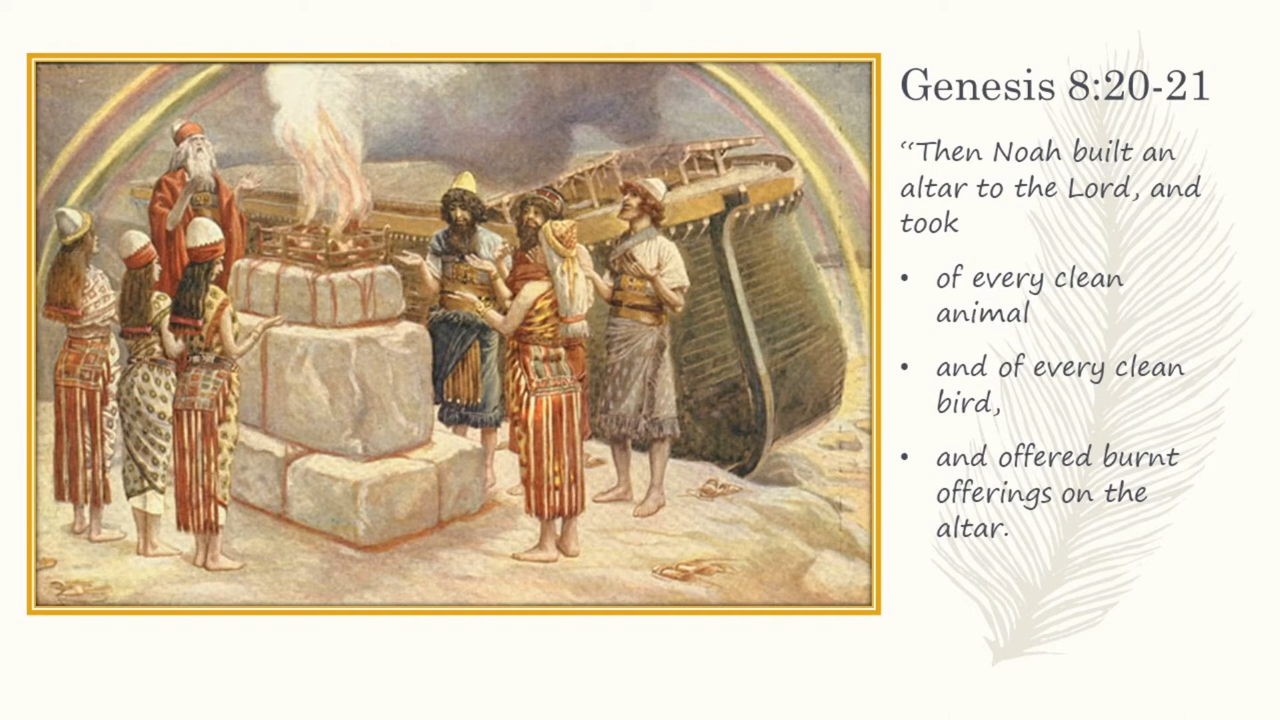 Genesis 8:20-21
“Then Noah built an
altar to the Lord, and
took
• of every clean
animal
• and of every clean
bird,
• and offered burnt
offerings on the
altar.